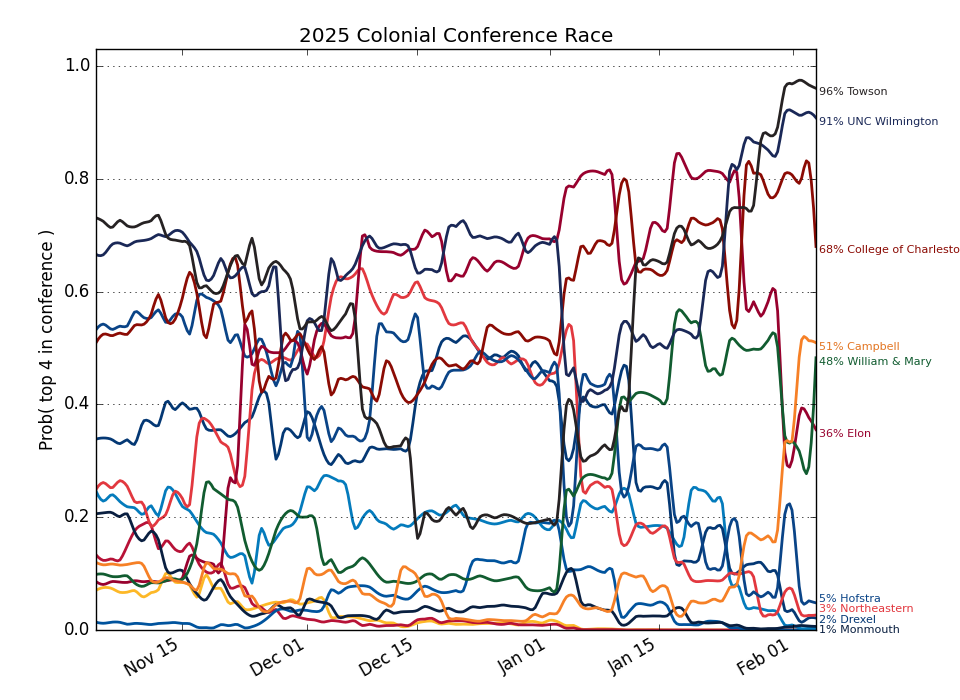 2025 Colonial Conference Race
Prob( top 4 in conference )
1.0
0.8
0.6
0.4
0.2
0.0
Nov 15
Dec 01
Dec 15
Jan 01
Jan 15
Feb 01
96% Towson
91% UNC Wilmington
68% College of Charlesto
51% Campbell
48% William & Mary
36% Elon
5% Hofstra
3% Northeastern
2% Drexel
1% Monmouth